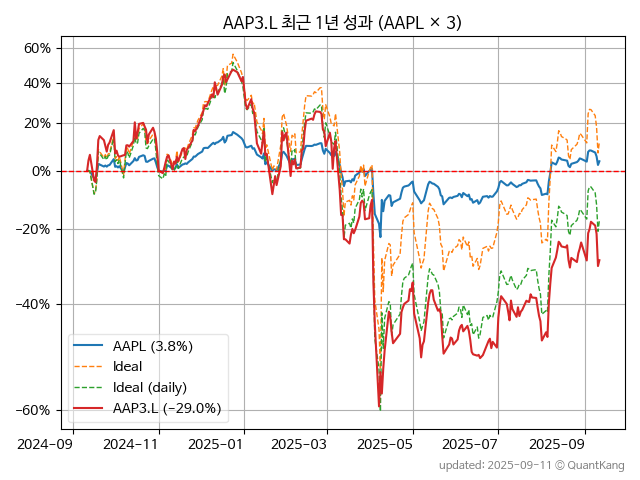 AAP3.L 최근 1년 성과 (AAPL × 3)
60%
40%
20%
0%
−20%
−40%
−60%
AAPL (3.8%)
Ideal
Ideal (daily)
AAP3.L (−29.0%)
2024−09
2024−11
2025−01
2025−03
2025−05
2025−07
2025−09
updated: 2025−09−11 © QuantKang